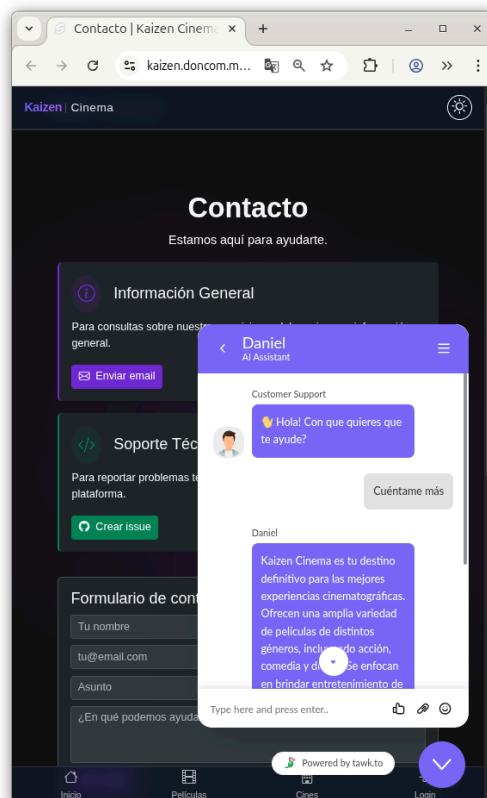 Contacto | Kaizen Cinem
kaizen.doncom.m...
Kaizen | Cinema
Contacto
Estamos aquí para ayudarte.
Información General
Para consultas sobre
general.
Enviar email
Soporte Téc
Para reportar problemas
plataforma.
Crear issue
Formulario de cont
Tu nombre
tu@email.com
Asunto
¿En qué podemos ayuda
Daniel
AI Assistant
Customer Support
👋 Hola! Con que quieres que
te ayude?
Cuéntame más
Daniel
Kaizen Cinema es tu destino
definitivo para las mejores
experiencias cinematográficas.
Ofrecen una amplia variedad
de películas de distintos
géneros, acción,
comedia y Se enfocan
en brindar entretenimiento de
Type here and press enter..
Powered by tawk.to
Inicio
Películas
Cines
Login